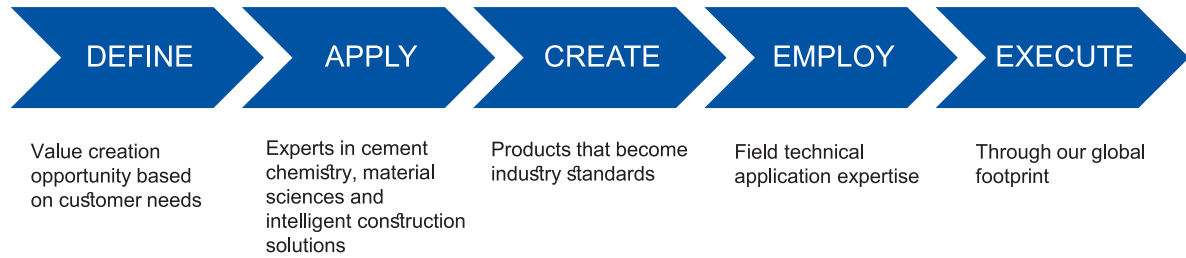 DEFINE
APPLY
CREATE
EMPLOY
EXECUTE
Value creation
opportunity based
on customer needs
Experts in cement
chemistry, material
sciences and
intelligent construction
solutions
Products that become
industry standards
Field technical
application expertise
Through our global
footprint